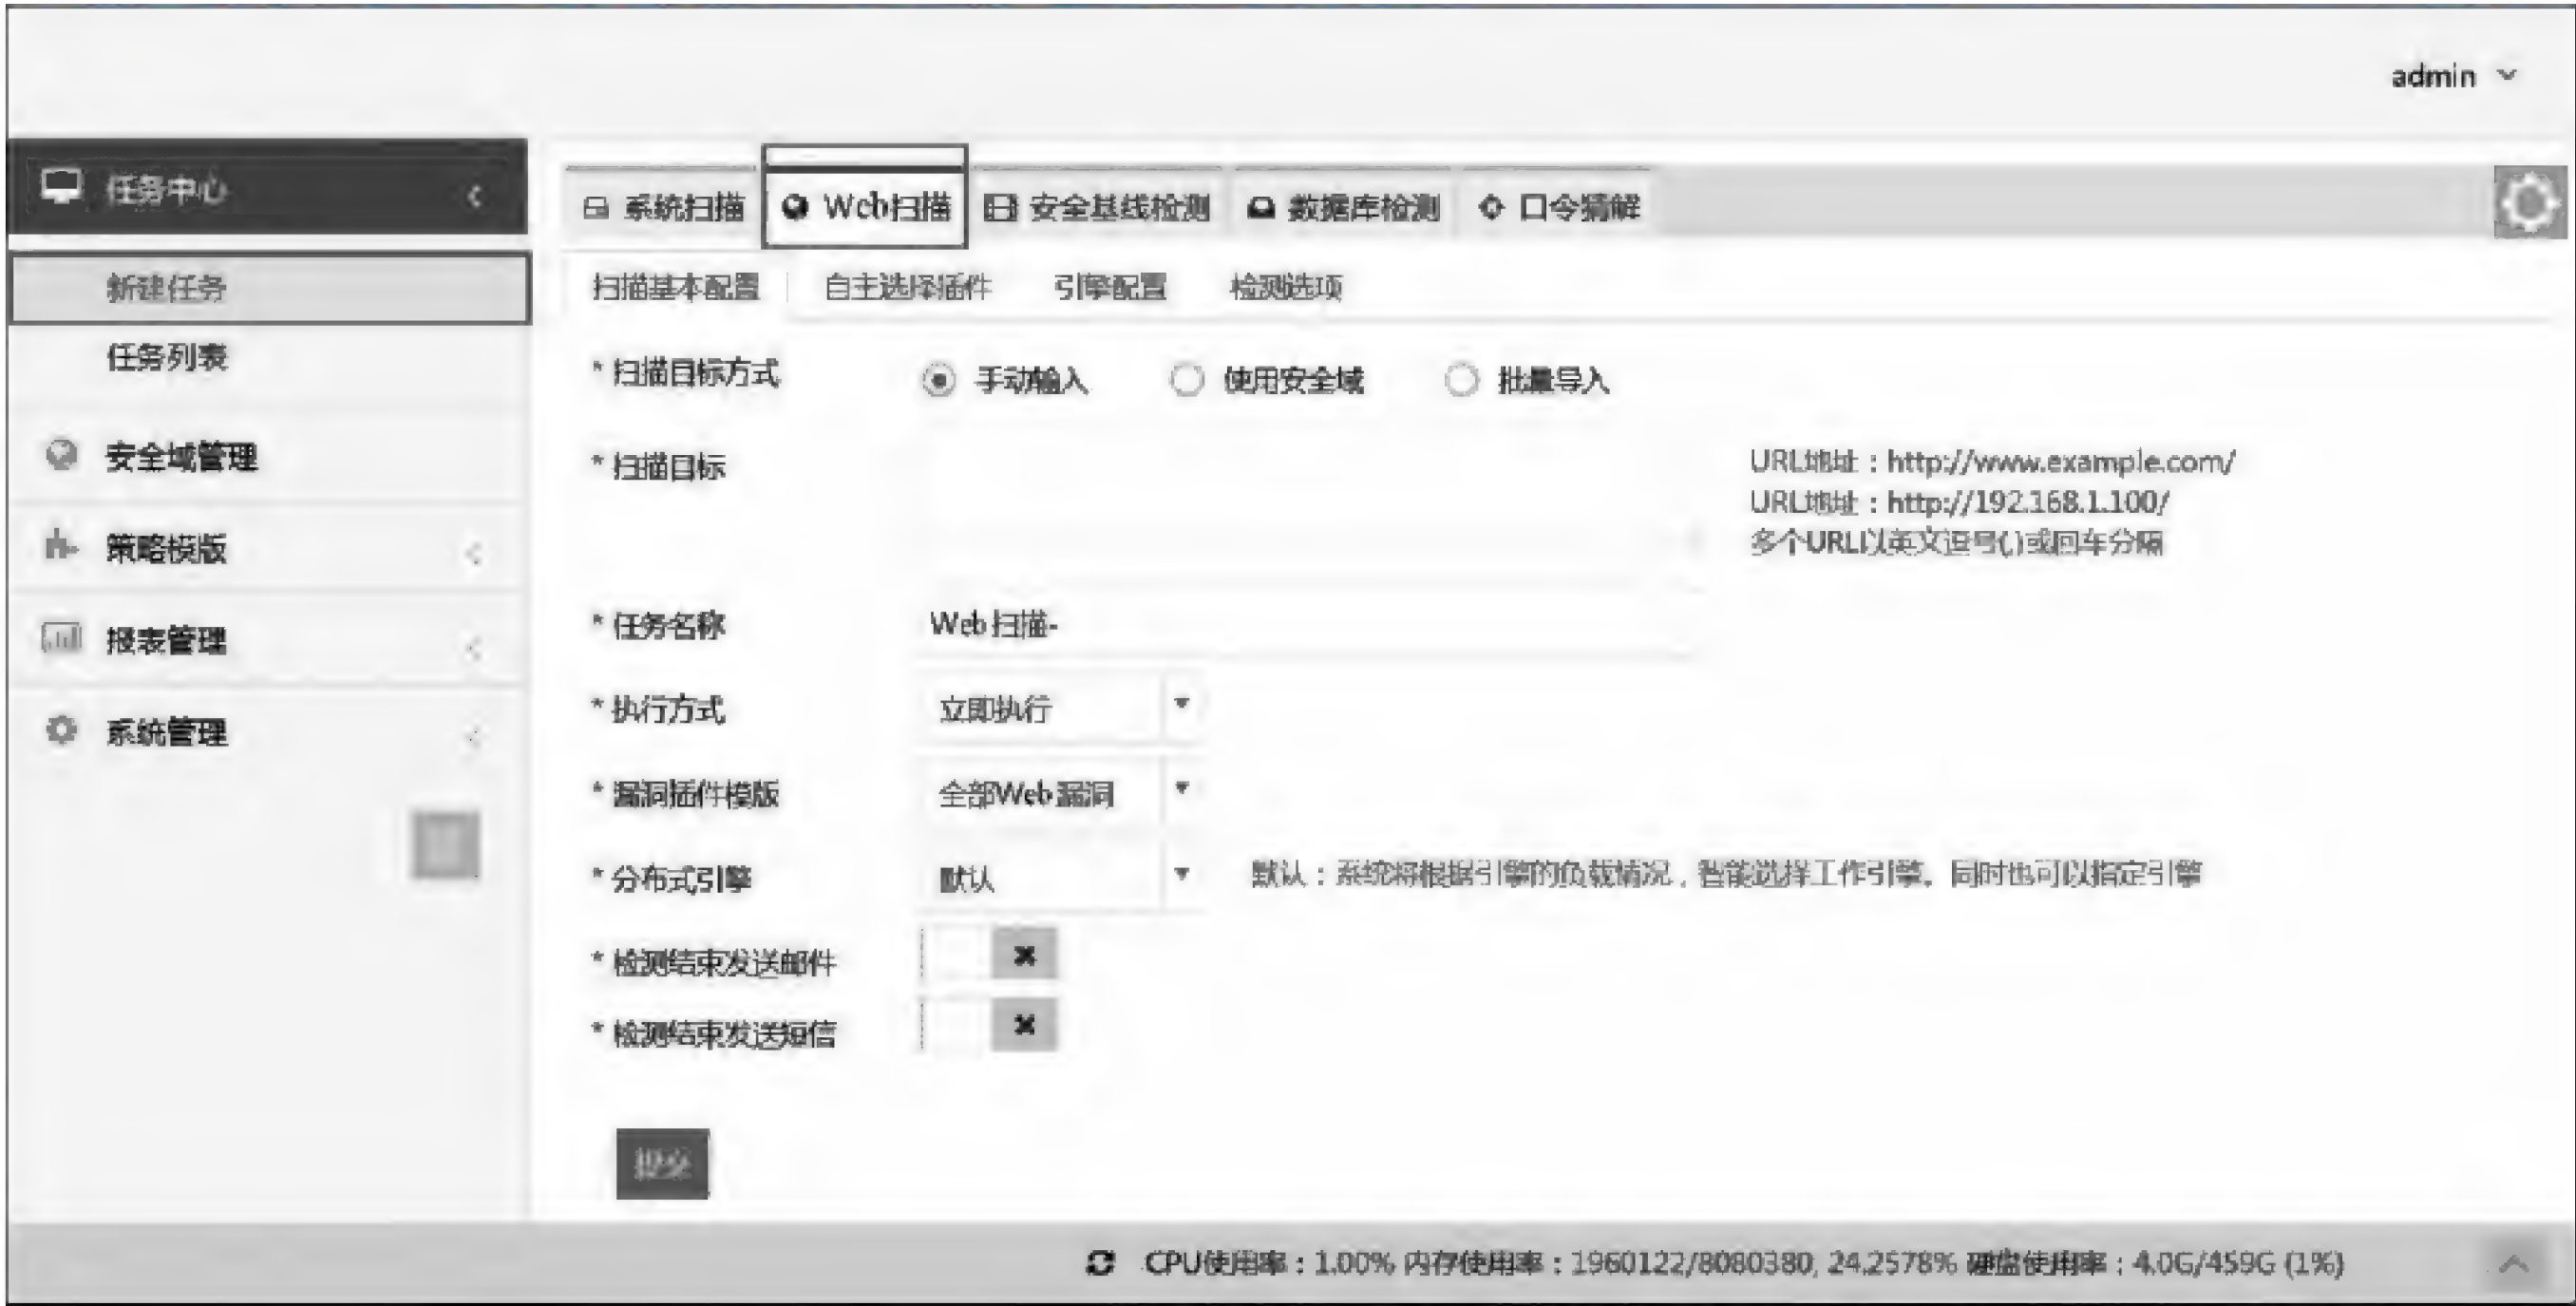 admin
任务中心
新建任务
任务列表
安全域管理
策略模版
报表管理
系统管理
系统扫描 Web扫描 安全基线检测 数据库检测 口令猜解
扫描基本配置 自主选择插件 引擎配置 检测选项
* 扫描目标方式 手动输入 使用安全域 批量导入
* 扫描目标
URL地址：http://www.example.com/
URL地址：http://192.168.1.100/
多个URL以英文逗号(,)或回车分隔
* 任务名称 Web 扫描-
* 执行方式 立即执行
* 漏洞插件模版 全部Web 漏洞
* 分布式引擎 默认 默认：系统将根据引擎的负载情况，智能选择工作引擎。同时也可以指定引擎
* 检测结束发送邮件
* 检测结束发送短信
提交
CPU使用率：1.00% 内存使用率：1960122/8080380, 24.2578% 硬盘使用率：4.0G/459G (1%)